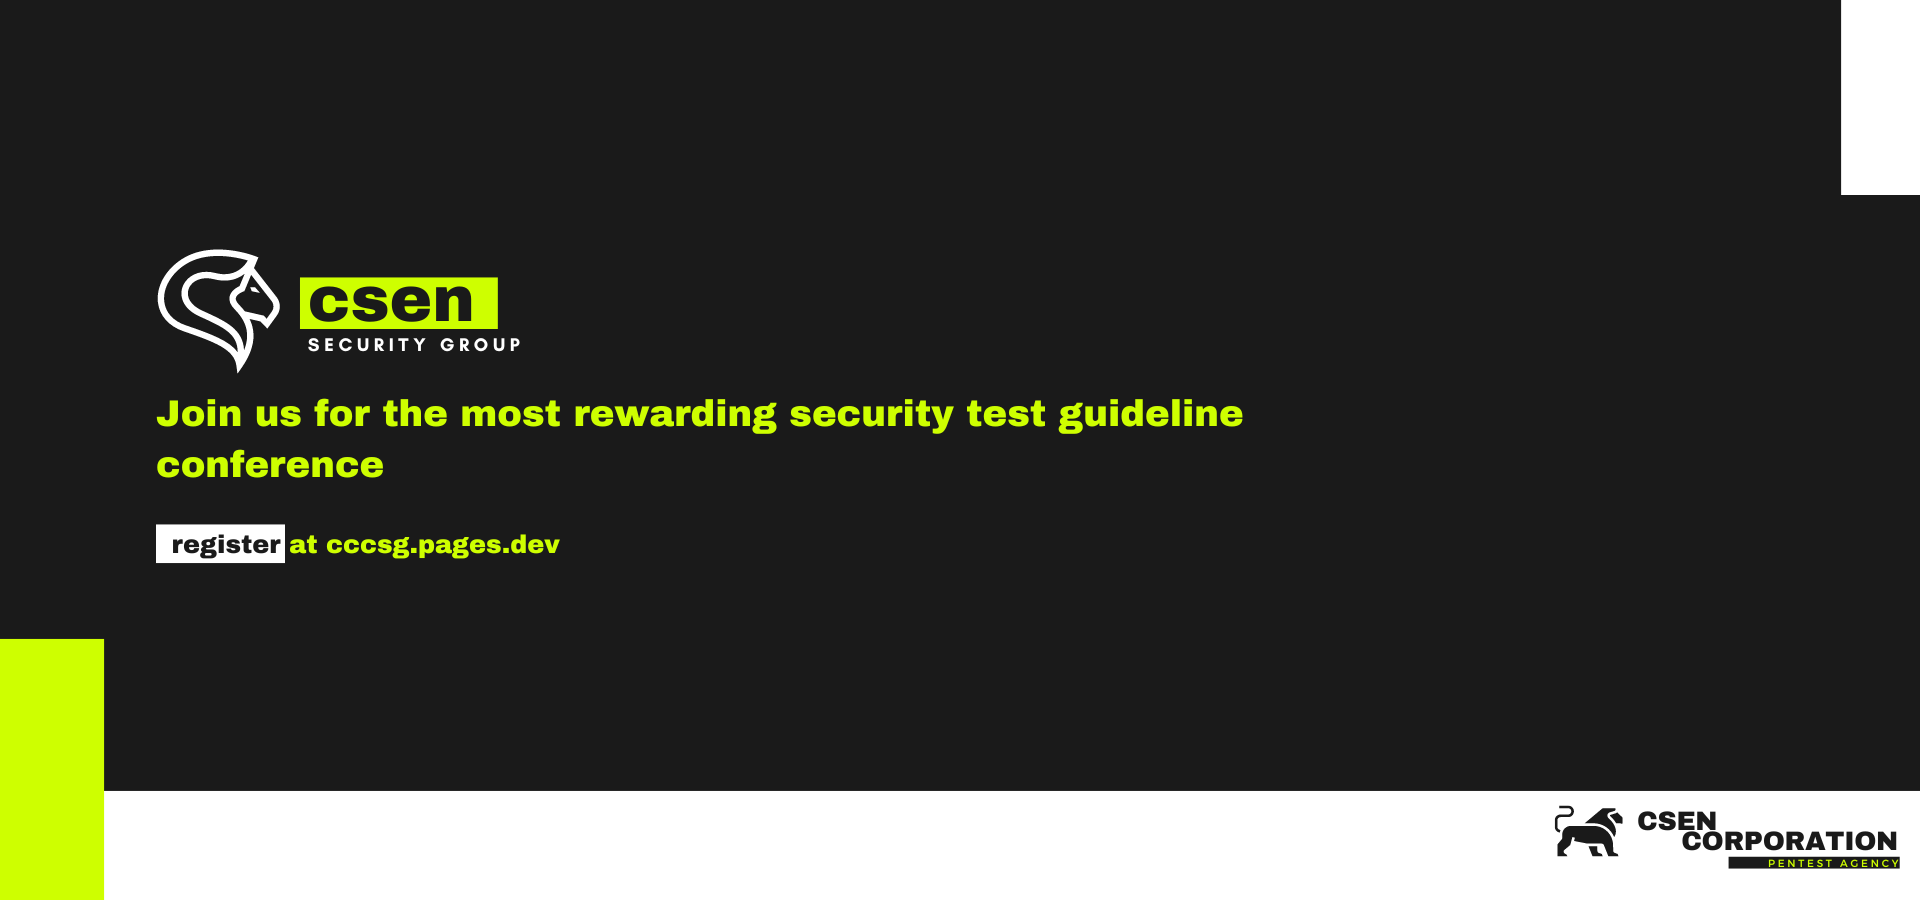 csen
SECURITY GROUP
Join us for the most rewarding security test guideline
conference
register at cccsg.pages.dev
CSEN
CORPORATION
PENTEST AGENCY